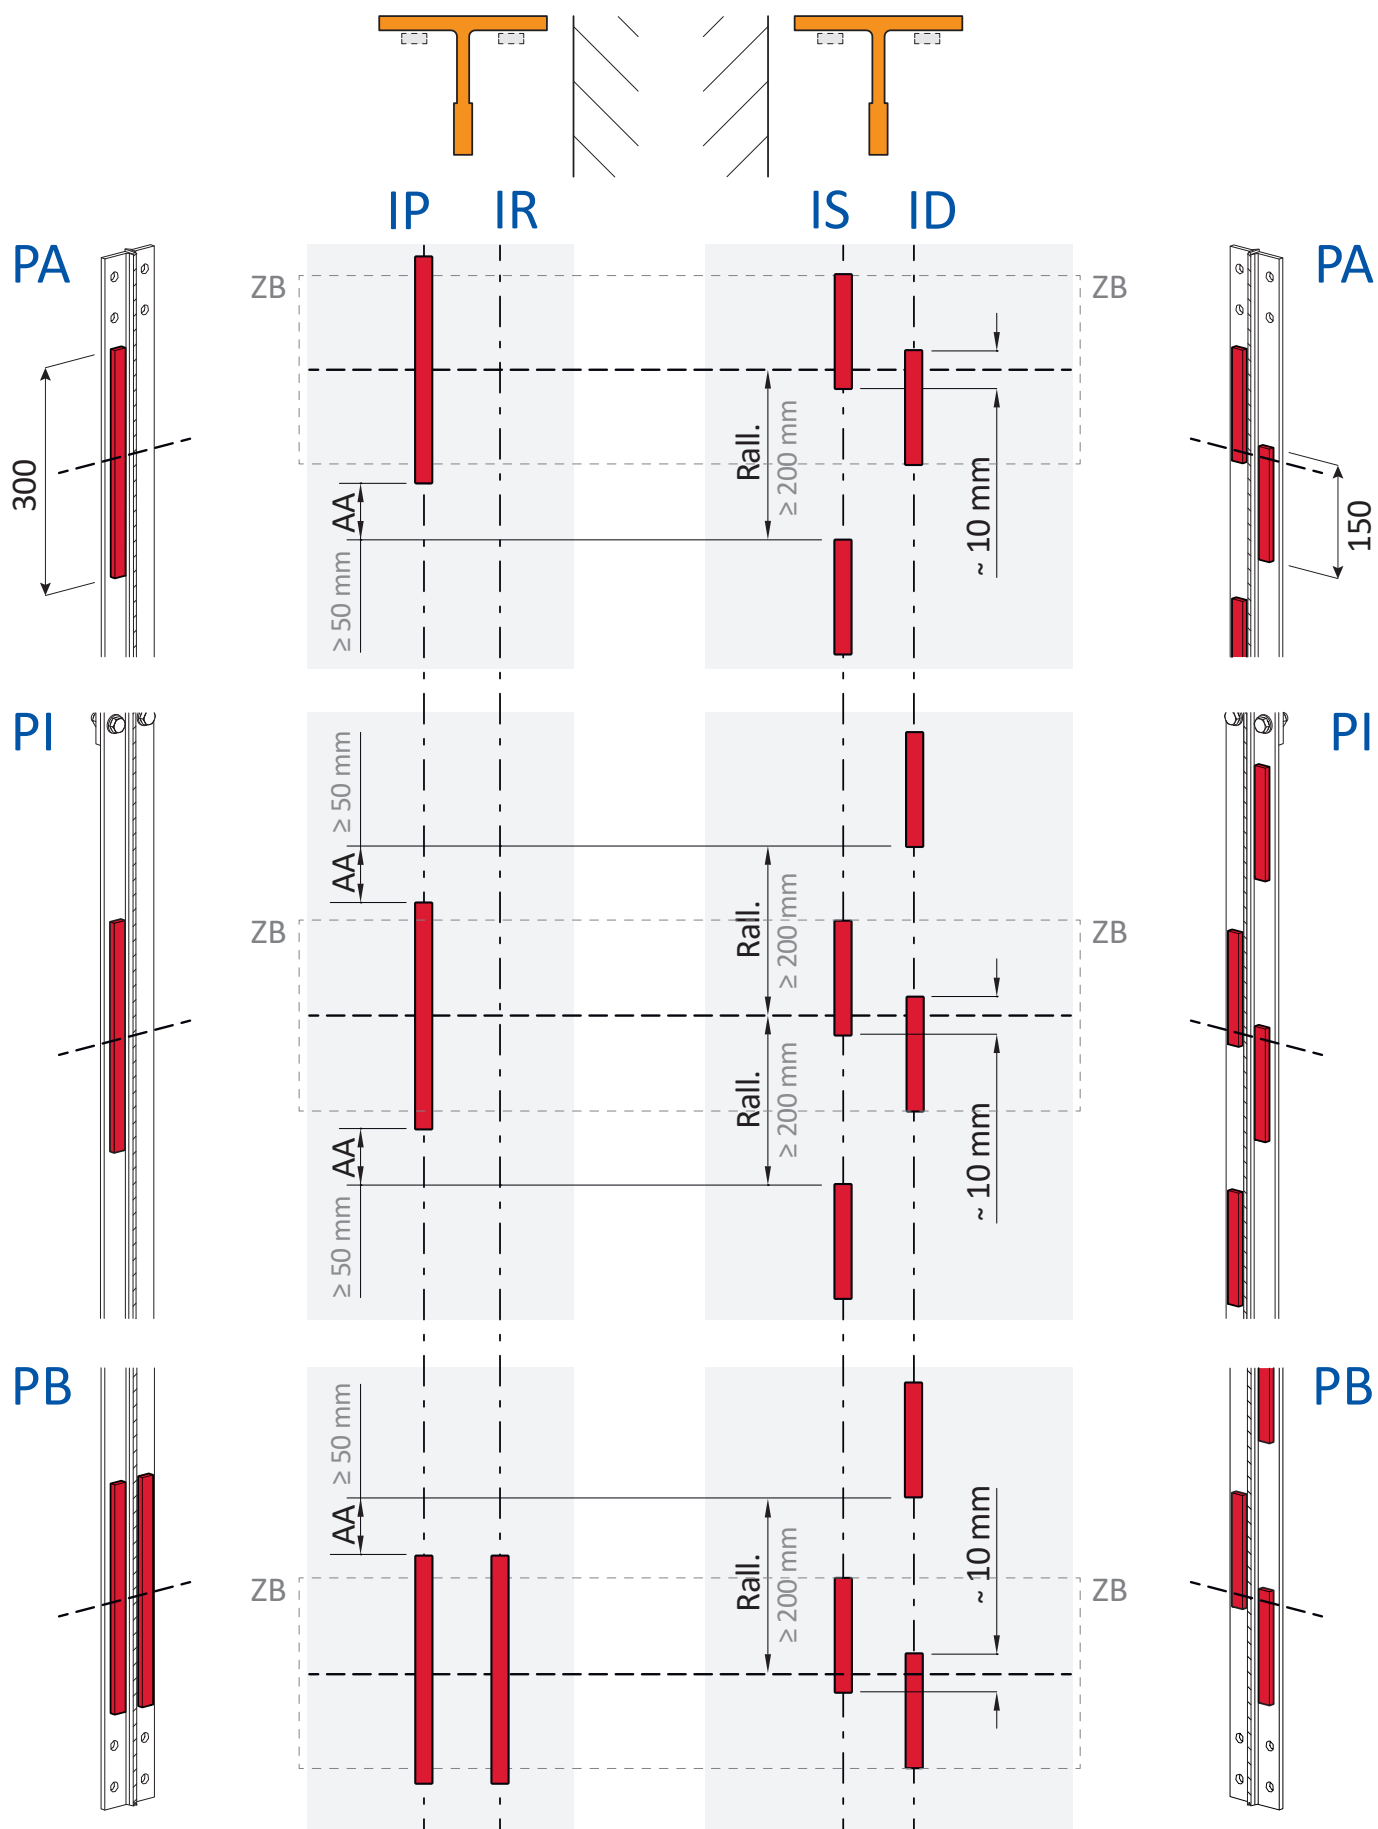 IP IR IS ID
PA PA
ZB ZB
300
AA
≥ 50 mm
Rall.
≥ 200 mm
~ 10 mm
150
PI PI
≥ 50 mm
AA
Rall.
≥ 200 mm
ZB ZB
Rall.
≥ 200 mm
AA
≥ 50 mm
~ 10 mm
PB PB
≥ 50 mm
AA
Rall.
≥ 200 mm
~ 10 mm
ZB ZB